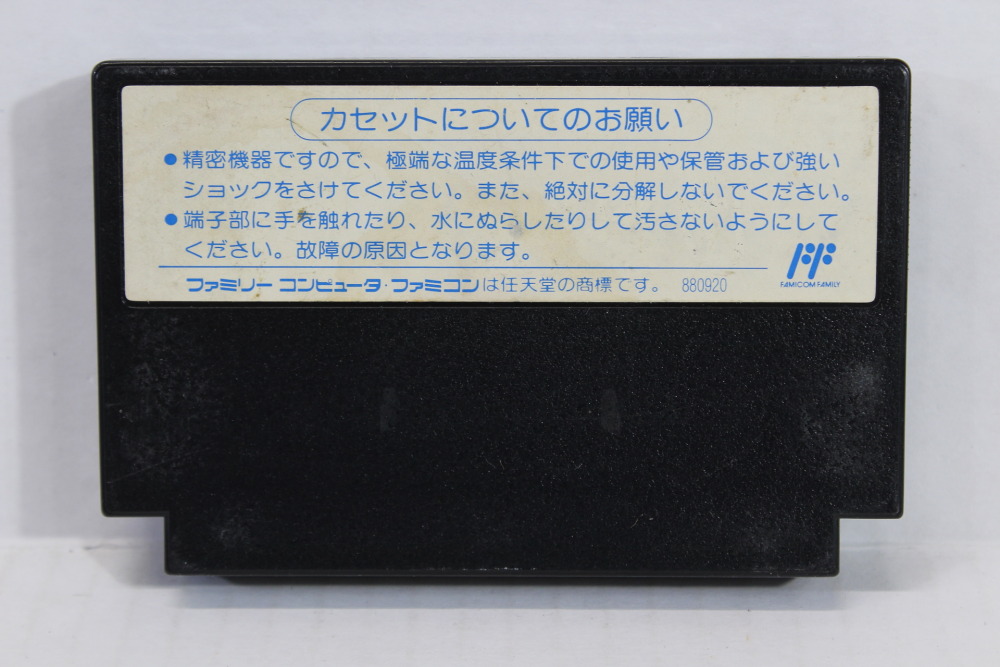 カセットについてのお願い
●精密機器ですので、極端な温度条件下での使用や保管および強い
ショックをさけてください。また、絶対に分解しないでください。
●端子部に手を触れたり、水にぬらしたりして汚さないようにして
ください。故障の原因となります。
FF
FAMICOM FAMILY
ファミリー コンピュータ・ファミコンは任天堂の商標です。 880920